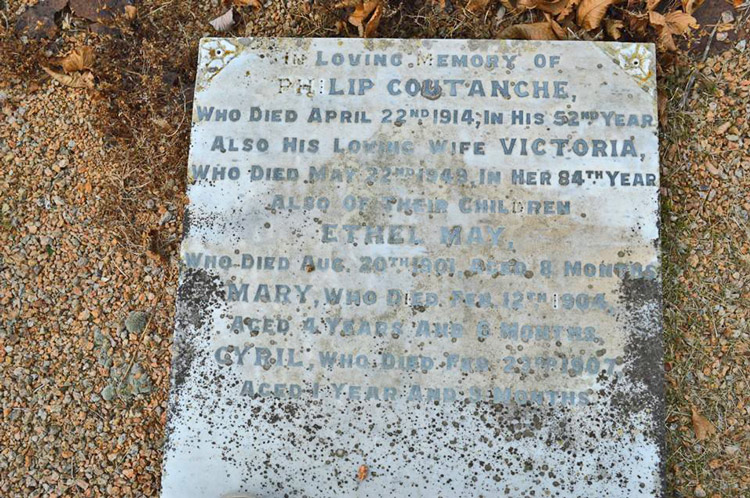 In Loving Memory of
PHILIP COUTANCHE,
Who Died April 22nd 1914, In His 52nd Year.
Also His Loving Wife VICTORIA,
Who Died May 22nd 1949, In Her 84th Year.
Also Of Their Children
ETHEL MAY,
Who Died Aug. 20th 1901, Aged 8 Months
MARY, Who Died Feb. 12th 1904,
Aged 4 Years And 6 Months.
CYRIL, Who Died Feb. 1907,
Aged 1 Year And Months